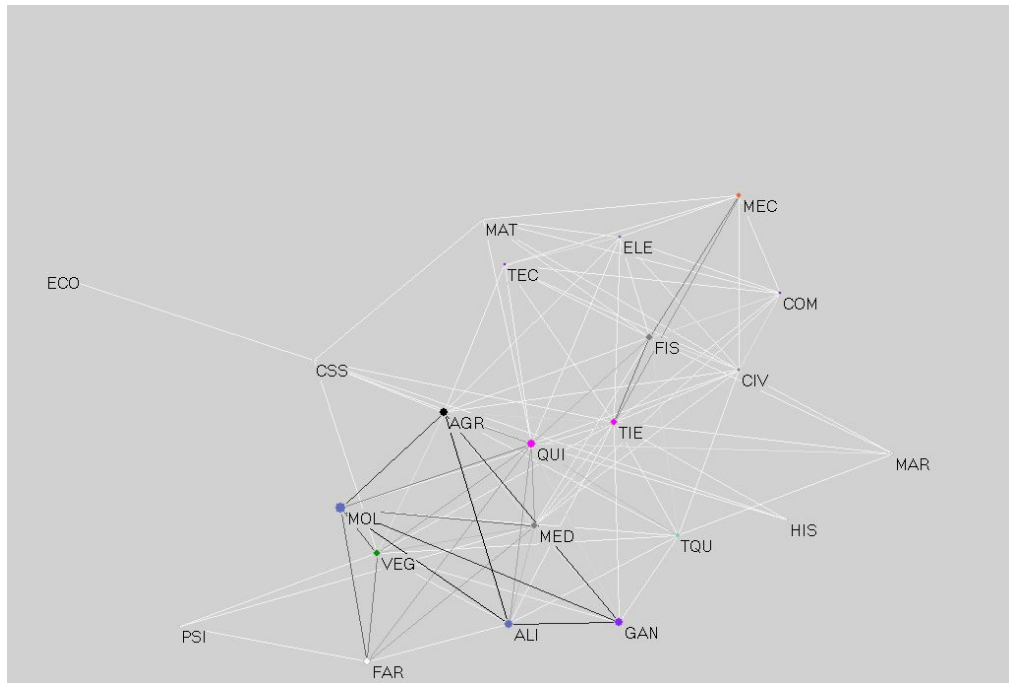 MEC
MAT
ELE
TEC
ECO
COM
FIS
CSS
CIV
AGR
TIE
QUI
MAR
MOL
HIS
MED
TQU
VEG
PSI
ALI
GAN
FAR